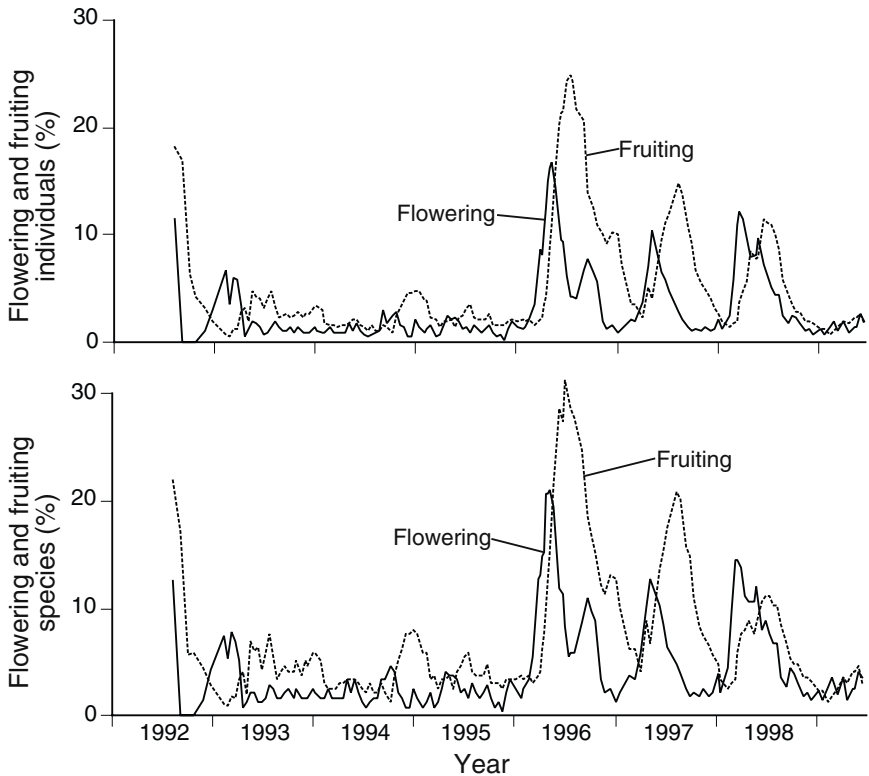 Flowering and fruiting
individuals (%)
30
20
10
0
Flowering
Fruiting
Flowering and fruiting
species (%)
30
20
10
0
Flowering
Fruiting
1992 1993 1994 1995 1996 1997 1998
Year